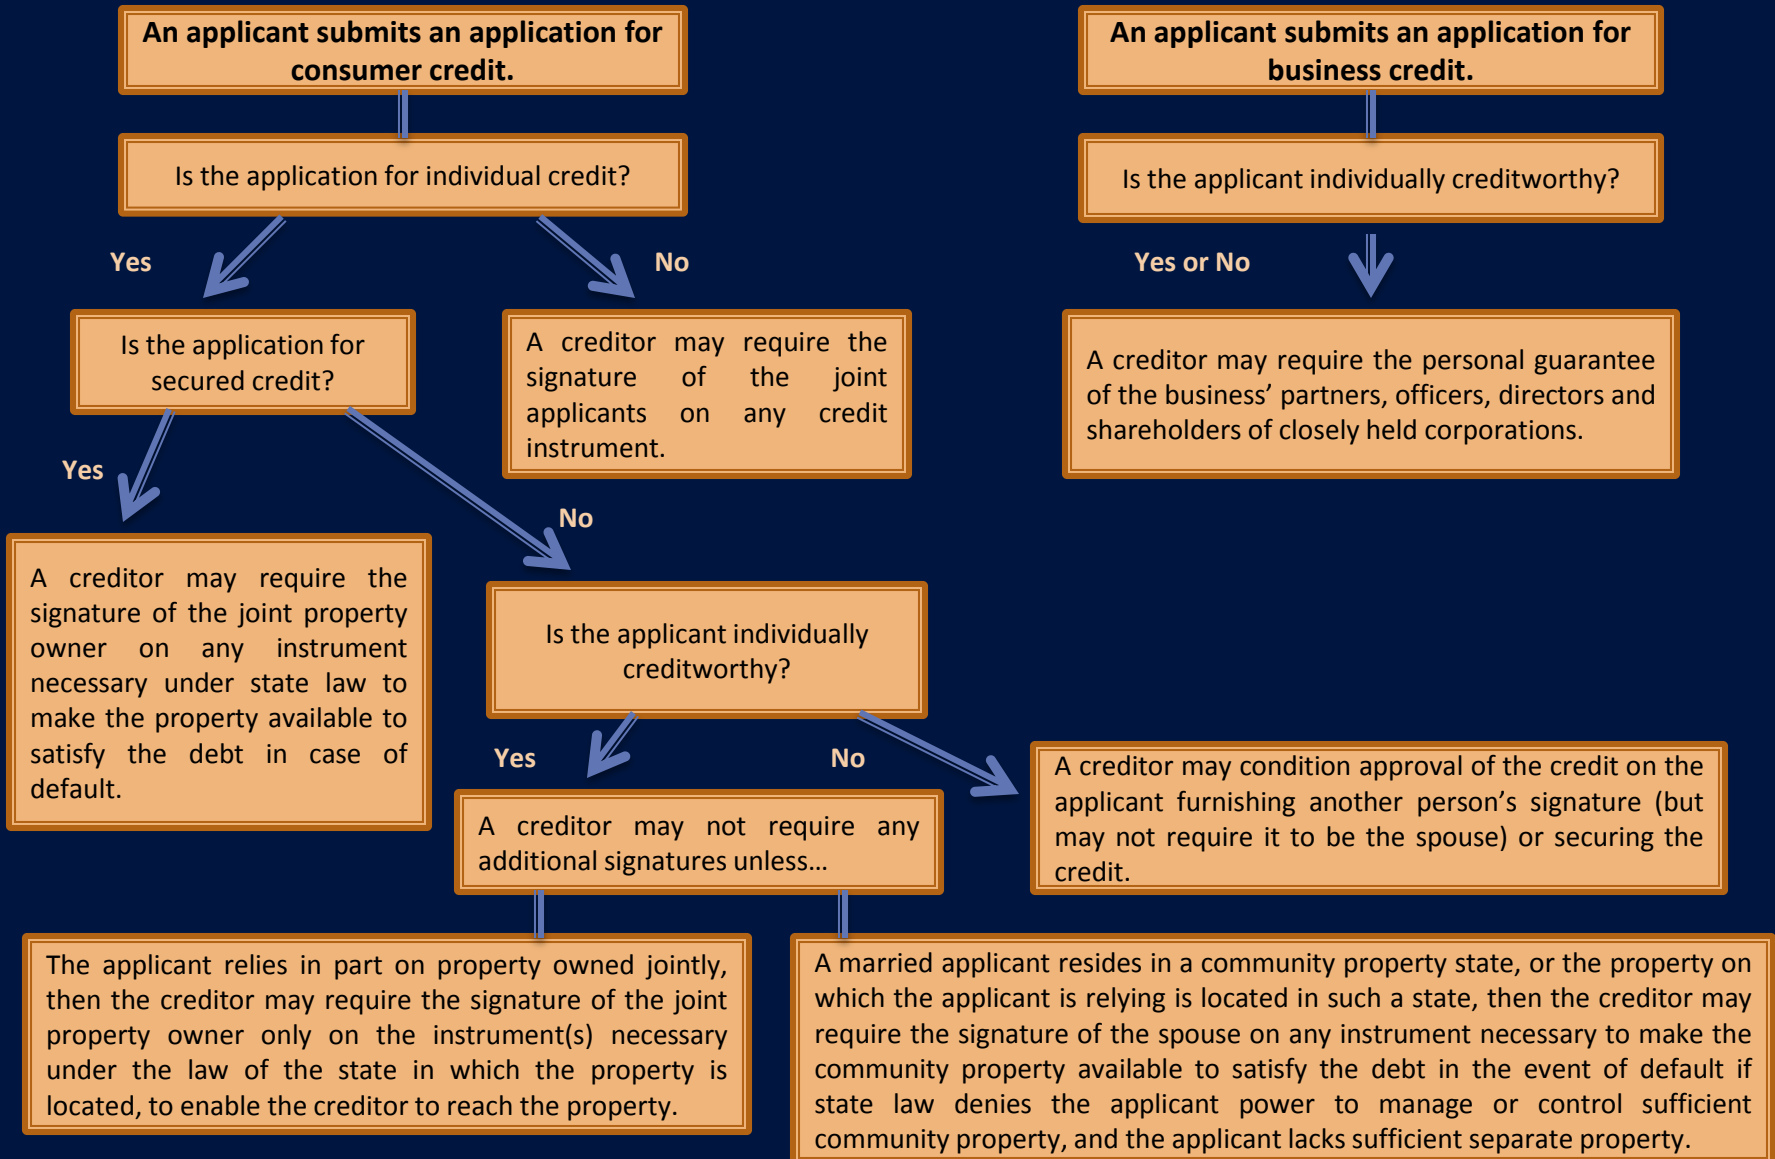 An applicant submits an application for
consumer credit.
Is the application for individual credit?
Yes
No
Is the application for
secured credit?
A creditor may require the
signature of the joint
applicants on any credit
instrument.
Yes
No
A creditor may require the
signature of the joint property
owner on any instrument
necessary under state law to
make the property available to
satisfy the debt in case of
default.
Is the applicant individually
creditworthy?
Yes
No
A creditor may not require any
additional signatures unless…
A creditor may condition approval of the credit on the
applicant furnishing another person’s signature (but
may not require it to be the spouse) or securing the
credit.
The applicant relies in part on property owned jointly,
then the creditor may require the signature of the joint
property owner only on the instrument(s) necessary
under the law of the state in which the property is
located, to enable the creditor to reach the property.
A married applicant resides in a community property state, or the property on
which the applicant is relying is located in such a state, then the creditor may
require the signature of the spouse on any instrument necessary to make the
community property available to satisfy the debt in the event of default if
state law denies the applicant power to manage or control sufficient
community property, and the applicant lacks sufficient separate property.
An applicant submits an application for
business credit.
Is the applicant individually creditworthy?
Yes or No
A creditor may require the personal guarantee
of the business’ partners, officers, directors and
shareholders of closely held corporations.